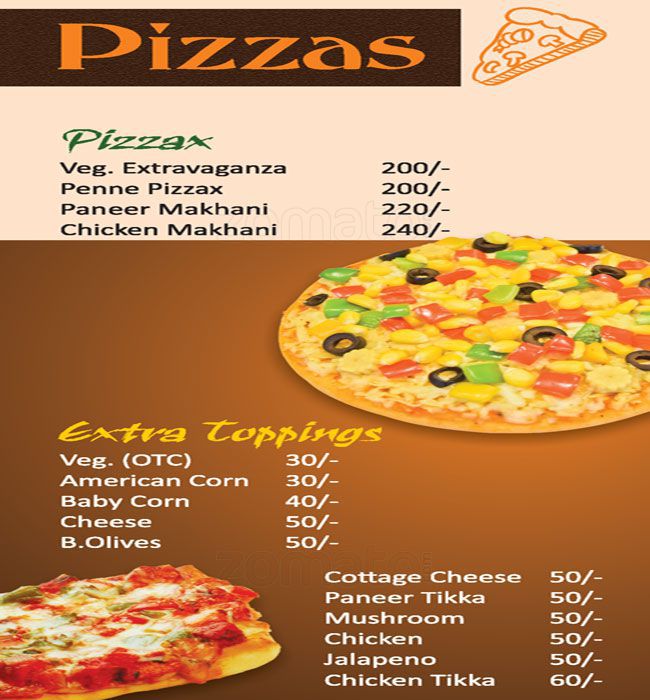 Pizzas
Pizzax
Veg. Extravaganza 200/-
Penne Pizzax 200/-
Paneer Makhani 220/-
Chicken Makhani 240/-
zomato
Extra Toppings
Veg. (OTC) 30/-
American Corn 30/-
Baby Corn 40/-
Cheese 50/-
B.Olives 50/-
zomato
Cottage Cheese 50/-
Paneer Tikka 50/-
Mushroom 50/-
Chicken 50/-
Jalapeno 50/-
Chicken Tikka 60/-